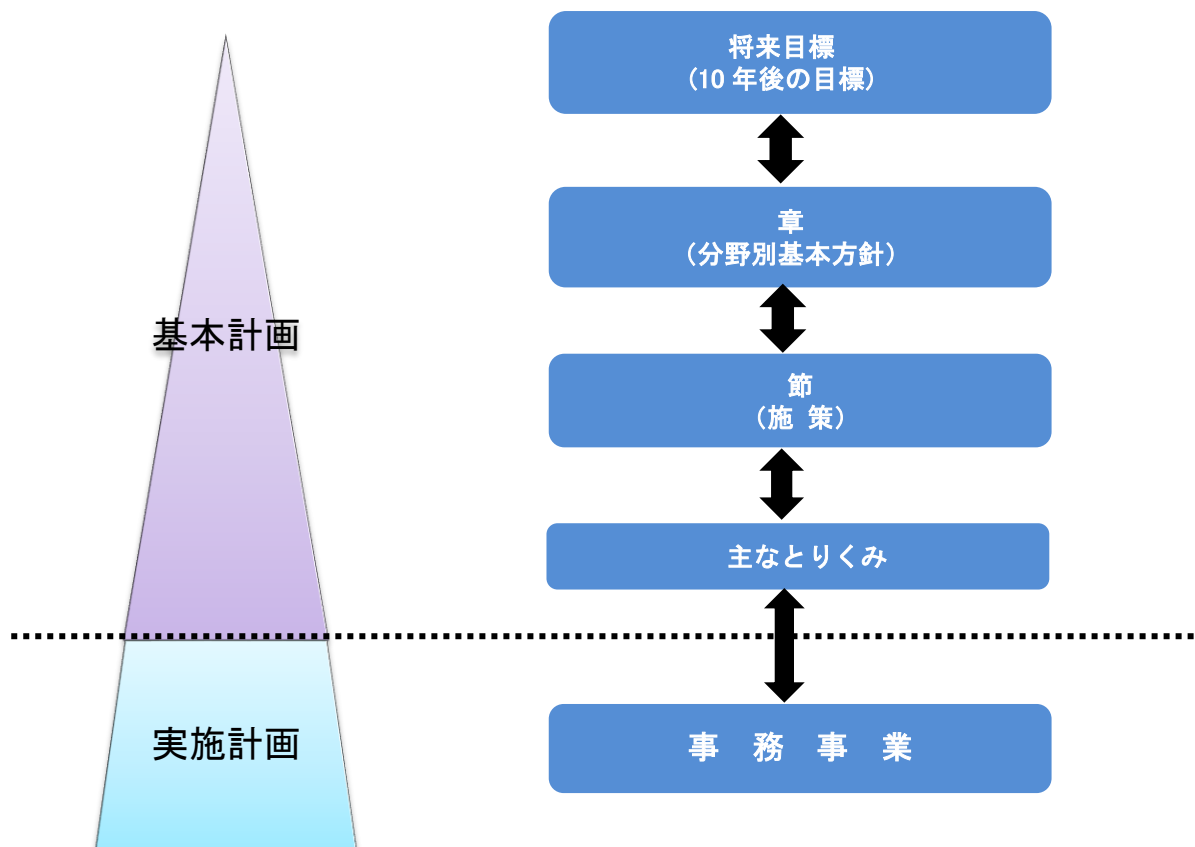 将来目標
（10 年後の目標）
章
（分野別基本方針）
基本計画
節
（施 策）
主なとりくみ
実施計画
事 務 事 業